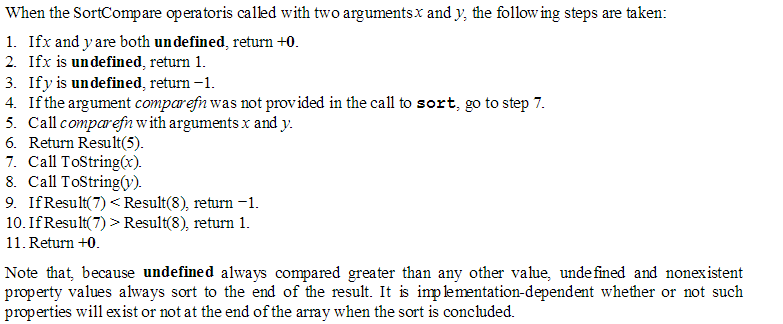 When the SortCompare operator is called with two arguments x and y, the following steps are taken:
1. If x and y are both undefined, return +0.
2. If x is undefined, return 1.
3. If y is undefined, return −1.
4. If the argument comparefn was not provided in the call to sort, go to step 7.
5. Call comparefn with arguments x and y.
6. Return Result(5).
7. Call ToString(x).
8. Call ToString(y).
9. If Result(7) < Result(8), return −1.
10. If Result(7) > Result(8), return 1.
11. Return +0.
Note that, because undefined always compared greater than any other value, undefined and nonexistent
property values always sort to the end of the result. It is implementation-dependent whether or not such
properties will exist or not at the end of the array when the sort is concluded.